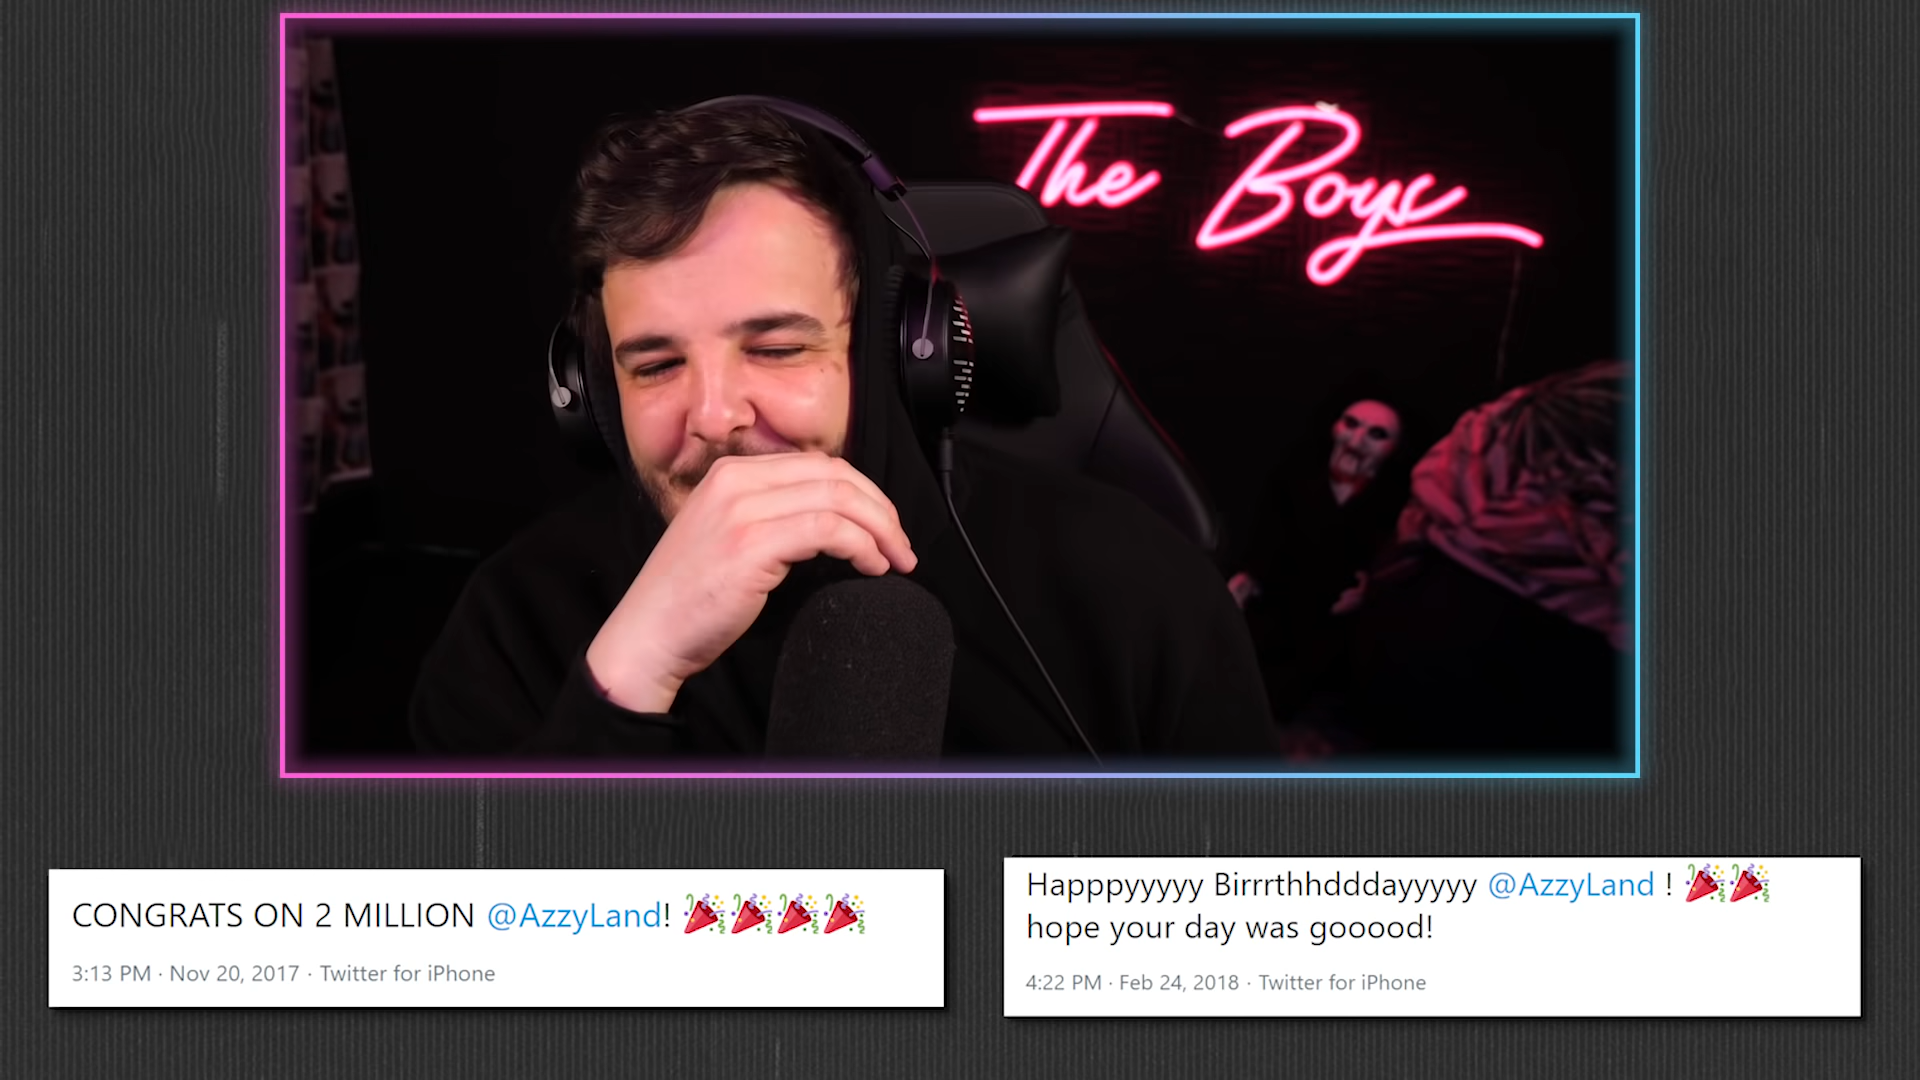 The Boys
CONGRATS ON 2 MILLION @AzzyLand! 🎉🎉🎉🎉
3:13 PM · Nov 20, 2017 · Twitter for iPhone
Happpyyyyy Birrrthhdddayyyyy @AzzyLand ! 🎉🎉
hope your day was gooood!
4:22 PM · Feb 24, 2018 · Twitter for iPhone